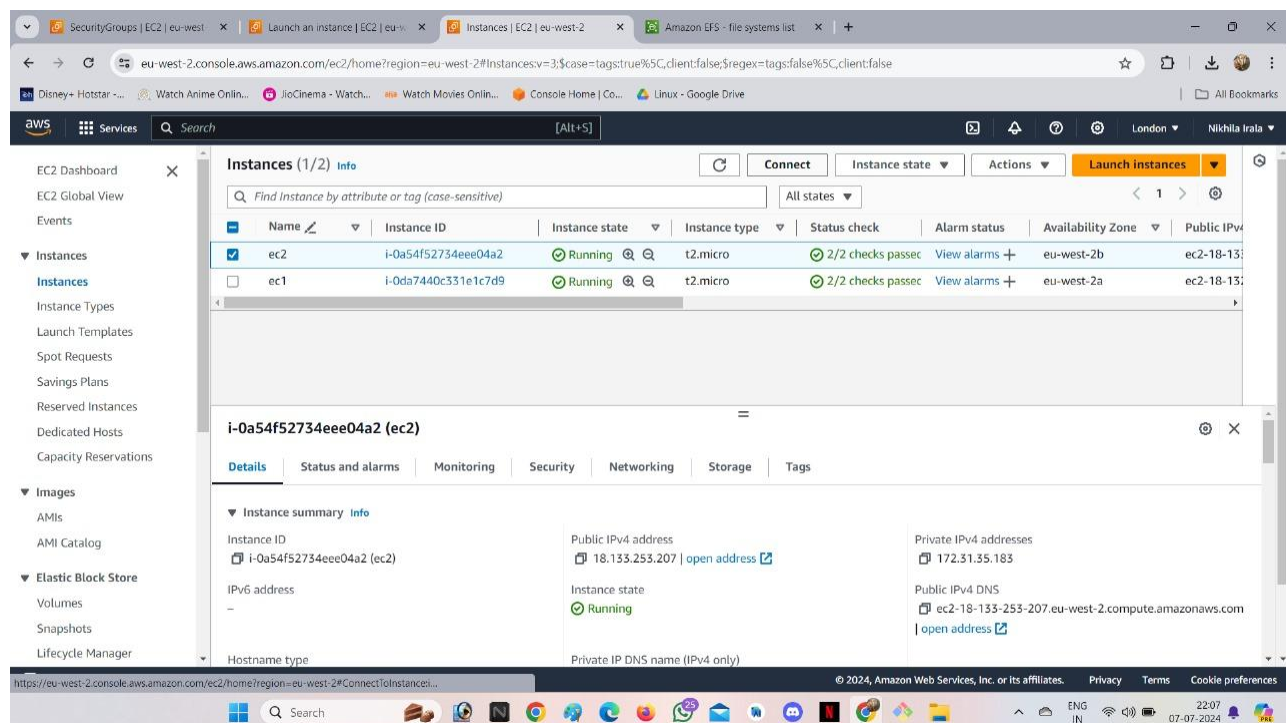 SecurityGroups | EC2 | eu-west
Launch an instance | EC2 | eu-w
Instances | EC2 | eu-west-2
Amazon EFS - file systems list
eu-west-2.console.aws.amazon.com/ec2/home?region=eu-west-2#Instances:v=3;$case=tags:true%5C,client:false;$regex=tags:false%5C,client:false
Disney+ Hotstar -... Watch Anime Onlin... JioCinema - Watch... Watch Movies Onlin... Console Home | Co... Linux - Google Drive All Bookmarks
aws Services Search [Alt+S] London Nikhila Irala
EC2 Dashboard
EC2 Global View
Events
Instances
Instances
Instance Types
Launch Templates
Spot Requests
Savings Plans
Reserved Instances
Dedicated Hosts
Capacity Reservations
Images
AMIs
AMI Catalog
Elastic Block Store
Volumes
Snapshots
Lifecycle Manager
Instances (1/2) Info Connect Instance state Actions Launch instances
Find Instance by attribute or tag (case-sensitive) All states 1
Name Instance ID Instance state Instance type Status check Alarm status Availability Zone Public IPv4
ec2 i-0a54f52734eee04a2 Running t2.micro 2/2 checks passec View alarms + eu-west-2b ec2-18-13
ec1 i-0da7440c331e1c7d9 Running t2.micro 2/2 checks passec View alarms + eu-west-2a ec2-18-132
i-0a54f52734eee04a2 (ec2)
Details Status and alarms Monitoring Security Networking Storage Tags
Instance summary Info
Instance ID
i-0a54f52734eee04a2 (ec2)
Public IPv4 address
18.133.253.207 | open address
Private IPv4 addresses
172.31.35.183
IPv6 address
–
Instance state
Running
Public IPv4 DNS
ec2-18-133-253-207.eu-west-2.compute.amazonaws.com
| open address
Hostname type
Private IP DNS name (IPv4 only)
https://eu-west-2.console.aws.amazon.com/ec2/home?region=eu-west-2#ConnectToInstance:i...
© 2024, Amazon Web Services, Inc. or its affiliates. Privacy Terms Cookie preferences
Search
25
ENG
IN
22:07
07-07-2024